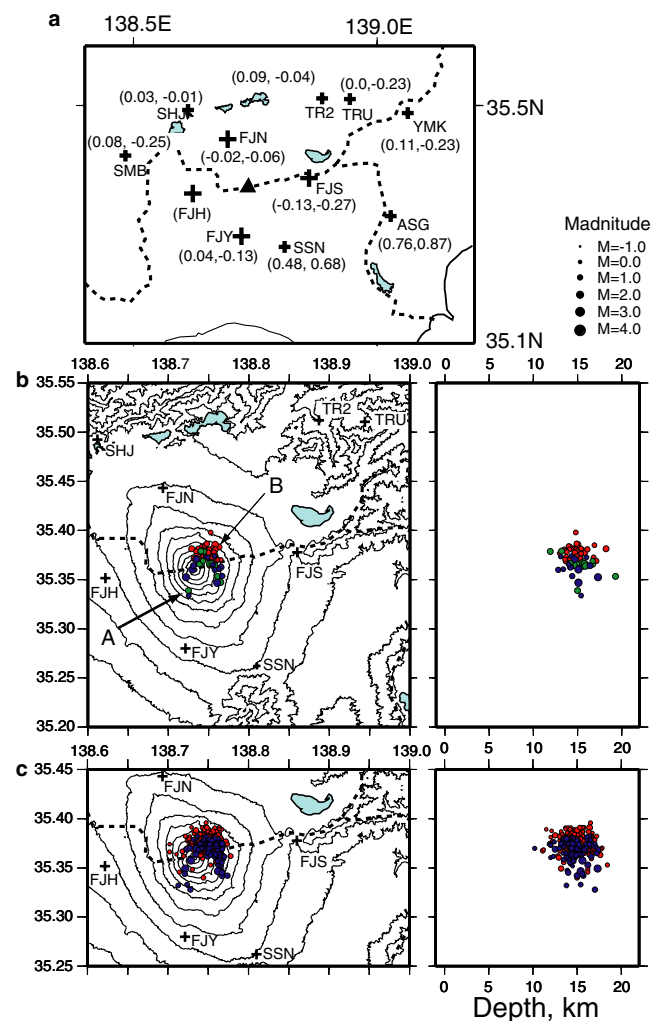 a
138.5E 139.0E
(0.09, -0.04)
(0.0,-0.23)
(0.03, -0.01)
SHJ
TR2
TRU
35.5N
YMK
(0.11,-0.23)
(0.08, -0.25)
SMB
FJN
(-0.02,-0.06)
FJS
(-0.13,-0.27)
(FJH)
ASG
(0.76,0.87)
FJY
(0.04,-0.13)
SSN
(0.48, 0.68)
35.1N
Madnitude
M=-1.0
M=0.0
M=1.0
M=2.0
M=3.0
M=4.0
b
138.6 138.7 138.8 138.9 139.0
0 5 10 15 20
35.55
35.50
35.45
35.40
35.35
35.30
35.25
35.20
TR2
TRU
SHJ
FJN
B
FJS
FJH
A
FJY
SSN
c
138.6 138.7 138.8 138.9 139.0
0 5 10 15 20
35.45
35.40
35.35
35.30
35.25
FJN
FJS
FJH
FJY
SSN
0 5 10 15 20
Depth, km